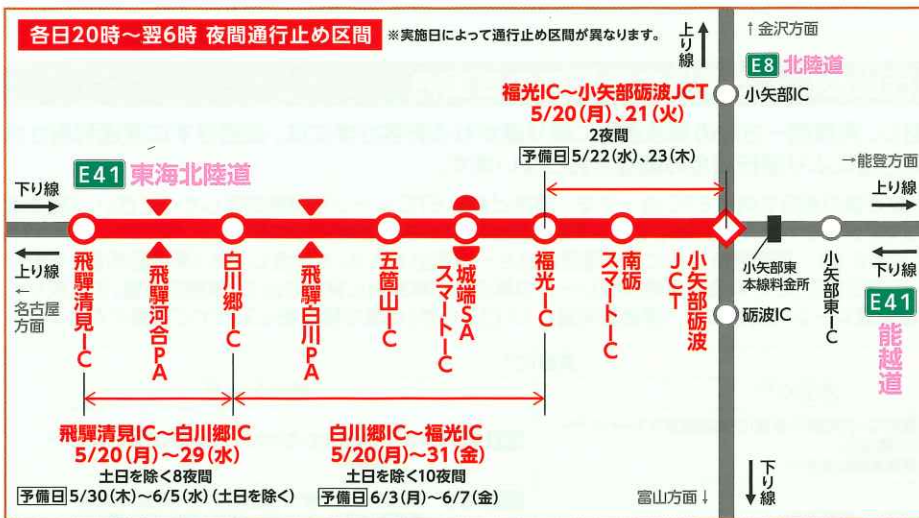 各日20時～翌6時 夜間通行止め区間
※実施日によって通行止め区間が異なります。
上り線
↑金沢方面
E8 北陸道
小矢部IC
福光IC～小矢部砺波JCT
5/20(月)、21(火)
2夜間
予備日 5/22(水)、23(木)
→能登方面
E41 東海北陸道
下り線
上り線
上り線
←名古屋方面
下り線
飛驒清見IC
飛驒河合PA
白川郷IC
飛驒白川PA
五箇山IC
城端SA
スマートIC
福光IC
南砺
スマートIC
小矢部砺波
JCT
小矢部東
本線料金所
小矢部東IC
砺波IC
E41 能越道
飛驒清見IC～白川郷IC
5/20(月)～29(水)
土日を除く8夜間
予備日 5/30(木)～6/5(水)(土日を除く)
白川郷IC～福光IC
5/20(月)～31(金)
土日を除く10夜間
予備日 6/3(月)～6/7(金)
富山方面↓
下り線